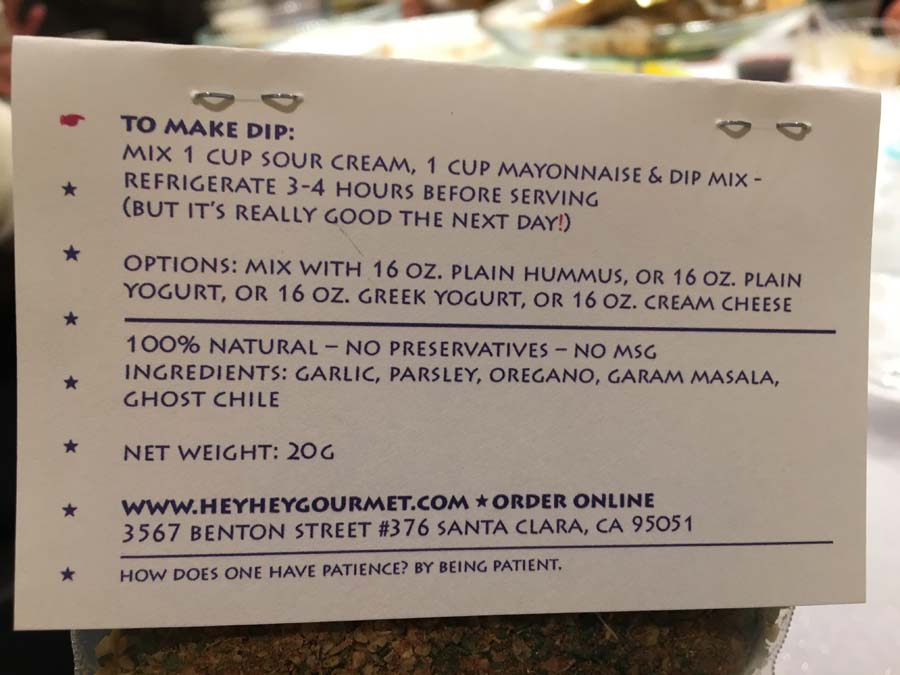 TO MAKE DIP:
MIX 1 CUP SOUR CREAM, 1 CUP MAYONNAISE & DIP MIX -
REFRIGERATE 3-4 HOURS BEFORE SERVING
(BUT IT'S REALLY GOOD THE NEXT DAY!)
OPTIONS: MIX WITH 16 OZ. PLAIN HUMMUS, OR 16 OZ. PLAIN
YOGURT, OR 16 OZ. GREEK YOGURT, OR 16 OZ. CREAM CHEESE
100% NATURAL – NO PRESERVATIVES – NO MSG
INGREDIENTS: GARLIC, PARSLEY, OREGANO, GARAM MASALA,
GHOST CHILE
NET WEIGHT: 20G
WWW.HEYHEYGOURMET.COM ★ ORDER ONLINE
3567 BENTON STREET #376 SANTA CLARA, CA 95051
HOW DOES ONE HAVE PATIENCE? BY BEING PATIENT.